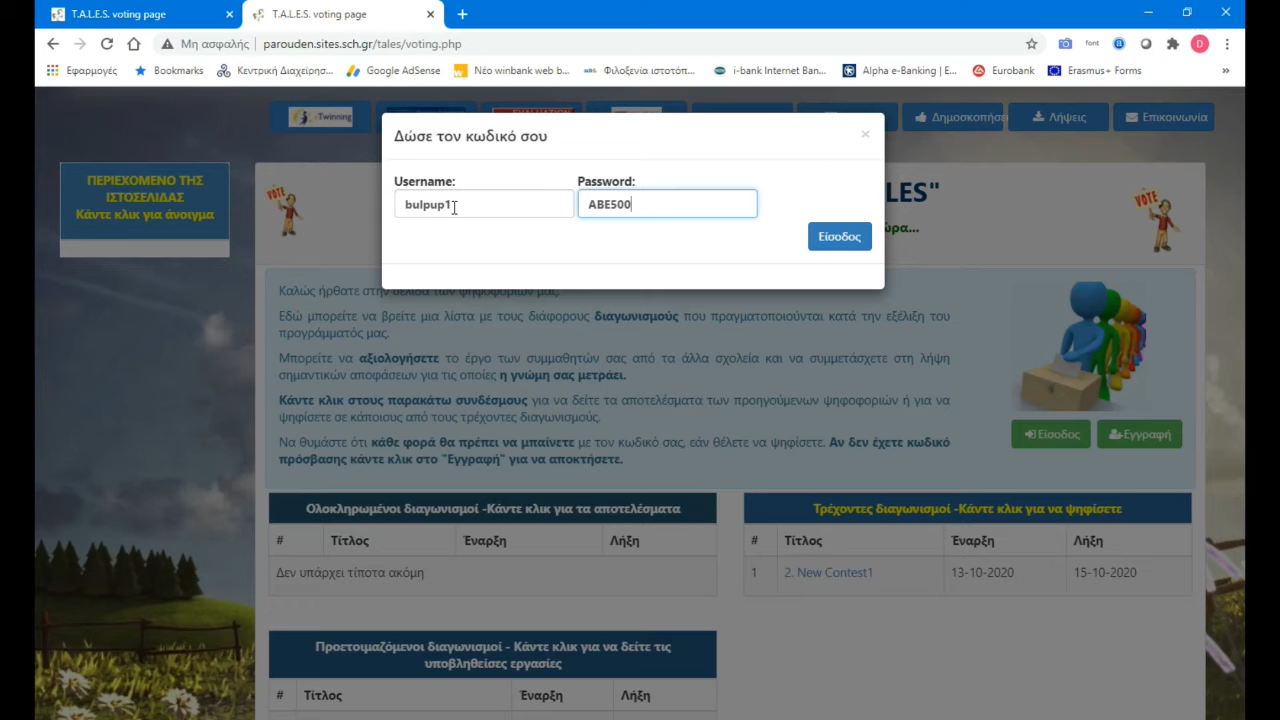 T.A.L.E.S. voting page
T.A.L.E.S. voting page
Μη ασφαλής
parouden.sites.sch.gr/tales/voting.php
font
D
Εφαρμογές
Bookmarks
Κεντρική Διαχείρισ...
Google AdSense
Νέο winbank web b...
Φιλοξενία ιστοτόπ...
i-bank Internet Ban...
Alpha e-Banking | E...
Eurobank
Erasmus+ Forms
»
Twinning
Δημοσκοπήσε
Λήψεις
Επικοινωνία
Δώσε τον κωδικό σου
×
Username:
Password:
bulpup1
ABE500
Είσοδος
ΠΕΡΙΕΧΟΜΕΝΟ ΤΗΣ
ΙΣΤΟΣΕΛΙΔΑΣ
Κάντε κλικ για άνοιγμα
VOTE
LES"
ώρα...
VOTE
Καλώς ήρθατε στη σελίδα των ψηφοφοριών μας.
Εδώ μπορείτε να βρείτε μια λίστα με τους διάφορους διαγωνισμούς που πραγματοποιούνται κατά την εξέλιξη του
προγράμματός μας.
Μπορείτε να αξιολογήσετε το έργο των συμμαθητών σας από τα άλλα σχολεία και να συμμετάσχετε στη λήψη
σημαντικών αποφάσεων για τις οποίες η γνώμη σας μετράει.
Κάντε κλικ στους παρακάτω συνδέσμους για να δείτε τα αποτελέσματα των προηγούμενων ψηφοφοριών ή για να
ψηφίσετε σε κάποιους από τους τρέχοντες διαγωνισμούς.
Να θυμάστε ότι κάθε φορά θα πρέπει να μπαίνετε με τον κωδικό σας, εάν θέλετε να ψηφίσετε. Αν δεν έχετε κωδικό
πρόσβασης κάντε κλικ στο "Εγγραφή" για να αποκτήσετε.
Είσοδος
Εγγραφή
Ολοκληρωμένοι διαγωνισμοί -Κάντε κλικ για τα αποτελέσματα
# Τίτλος Έναρξη Λήξη
Δεν υπάρχει τίποτα ακόμη
Τρέχοντες διαγωνισμοί -Κάντε κλικ για να ψηφίσετε
# Τίτλος Έναρξη Λήξη
1 2. New Contest1 13-10-2020 15-10-2020
Προετοιμαζόμενοι διαγωνισμοί - Κάντε κλικ για να δείτε τις
υποβληθείσες εργασίες
# Τίτλος Έναρξη Λήξη